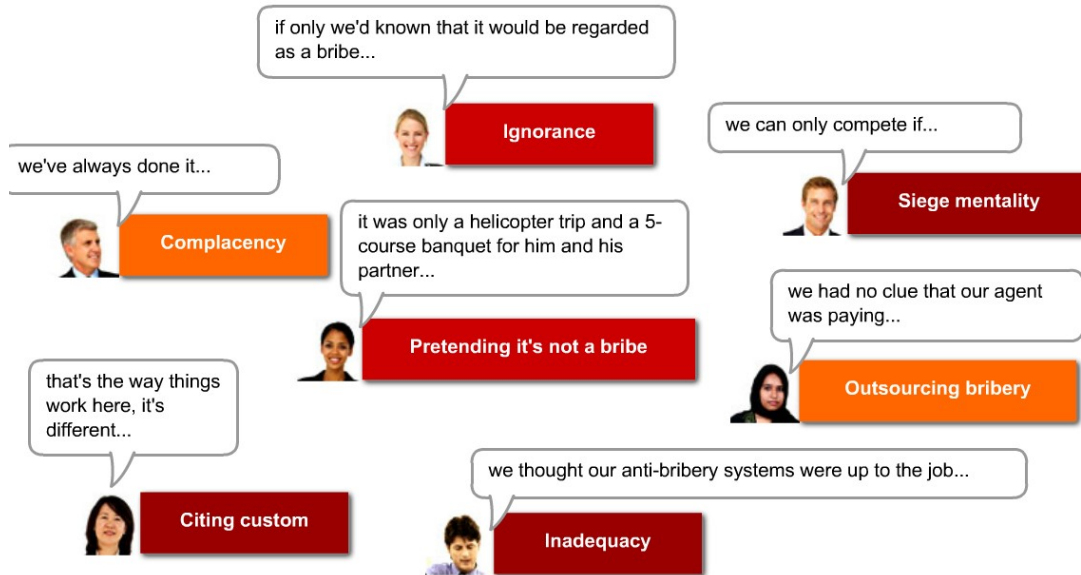 if only we'd known that it would be regarded
as a bribe...
Ignorance
we can only compete if...
Siege mentality
we've always done it...
Complacency
it was only a helicopter trip and a 5-
course banquet for him and his
partner...
Pretending it's not a bribe
we had no clue that our agent
was paying...
Outsourcing bribery
that's the way things
work here, it's
different...
Citing custom
we thought our anti-bribery systems were up to the job...
Inadequacy